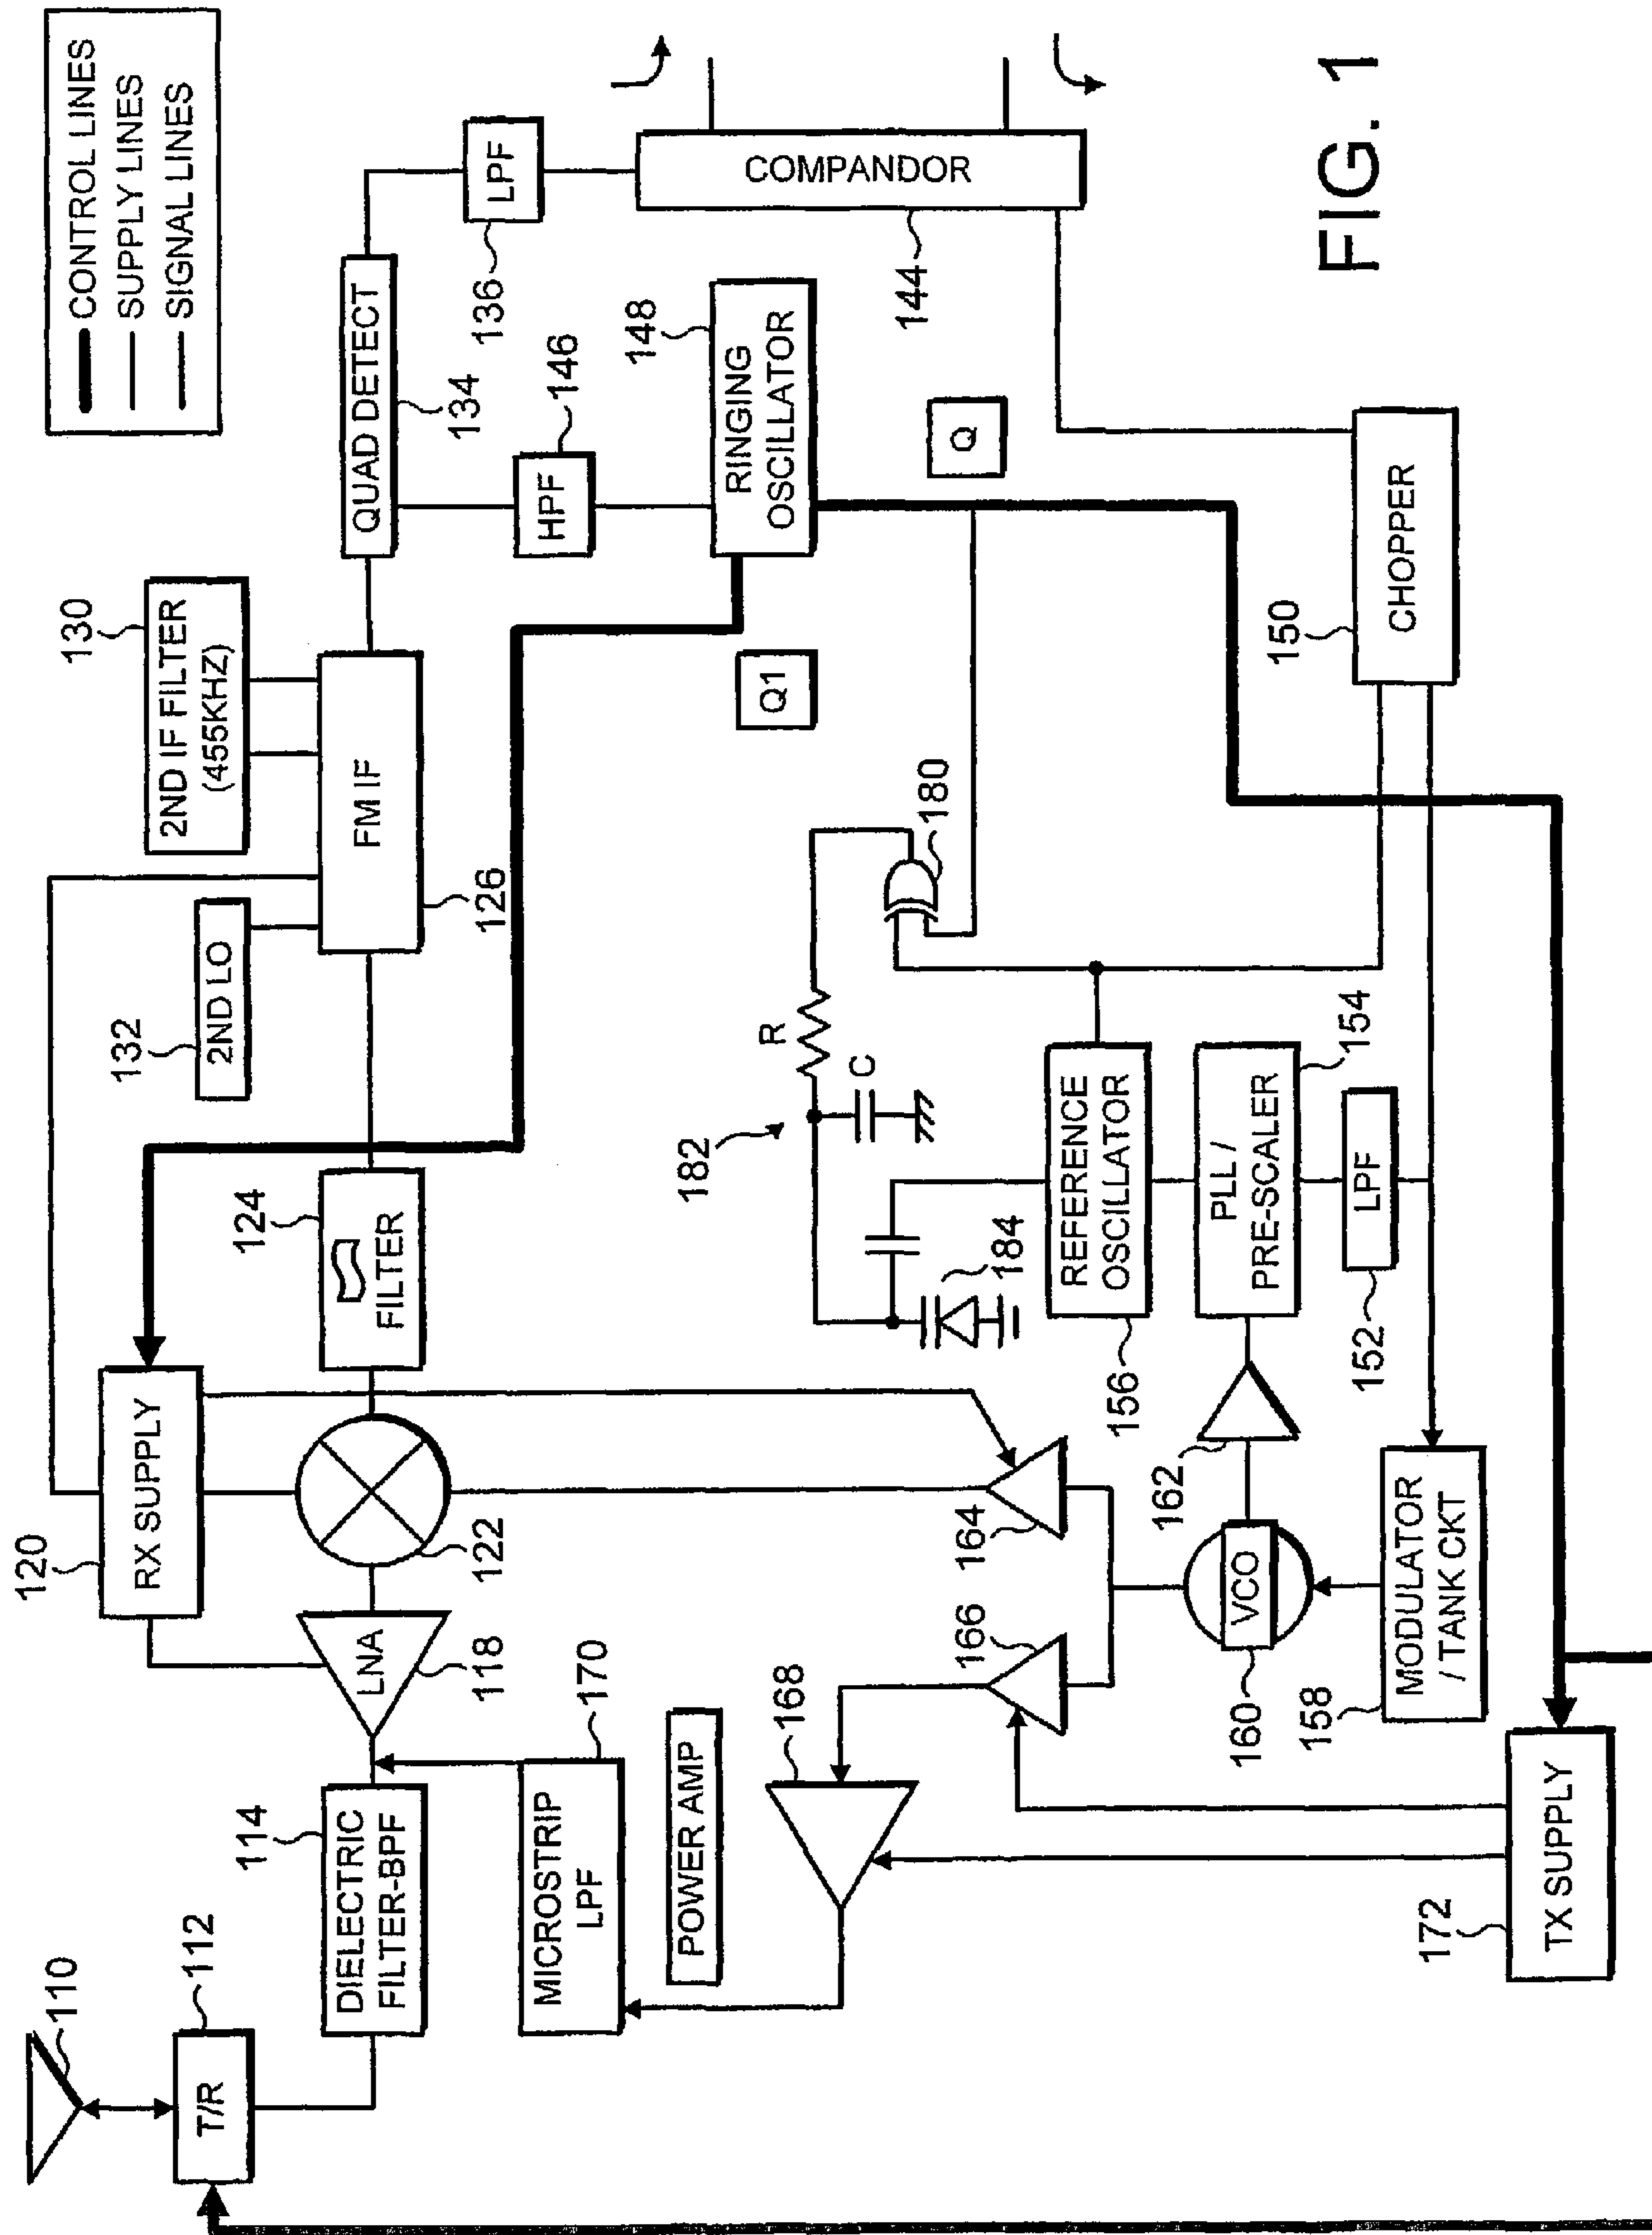 CONTROL LINES
SUPPLY LINES
SIGNAL LINES
110
112
T/R
114
DIELECTRIC
FILTER-BPF
118
LNA
120
RX SUPPLY
122
124
FILTER
126
FM IF
130
2ND IF FILTER
(455KHZ)
132
2ND LO
134
QUAD DETECT
136
LPF
144
COMPANDOR
146
HPF
148
RINGING
OSCILLATOR
Q1
Q
170
MICROSTRIP
LPF
POWER AMP
168
166
164
182
R
C
180
184
156
REFERENCE
OSCILLATOR
154
PLL /
PRE-SCALER
152
LPF
150
CHOPPER
162
160
VCO
158
MODULATOR
/ TANK CKT
172
TX SUPPLY
FIG. 1